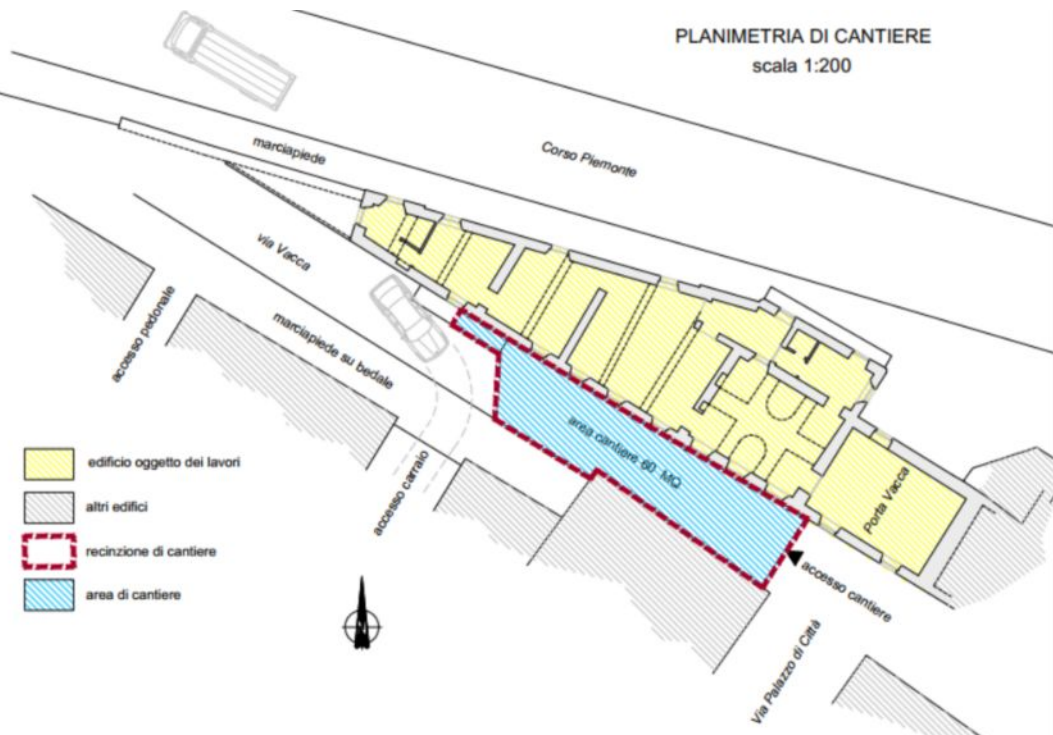 PLANIMETRIA DI CANTIERE
scala 1:200
marciapiede
Corso Piemonte
via Vacca
accesso pedonale
marciapiede su bedale
area cantiere 60 MQ
edificio oggetto dei lavori
altri edifici
recinzione di cantiere
area di cantiere
accesso carraio
Porta Vacca
accesso cantiere
Via Palazzo di Città